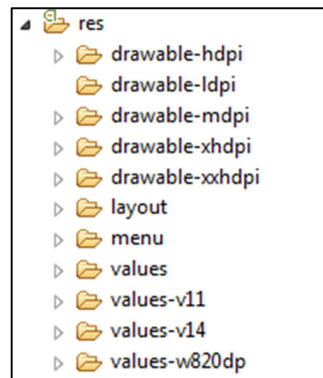 res
drawable-hdpi
drawable-ldpi
drawable-mdpi
drawable-xhdpi
drawable-xxhdpi
layout
menu
values
values-v11
values-v14
values-w820dp